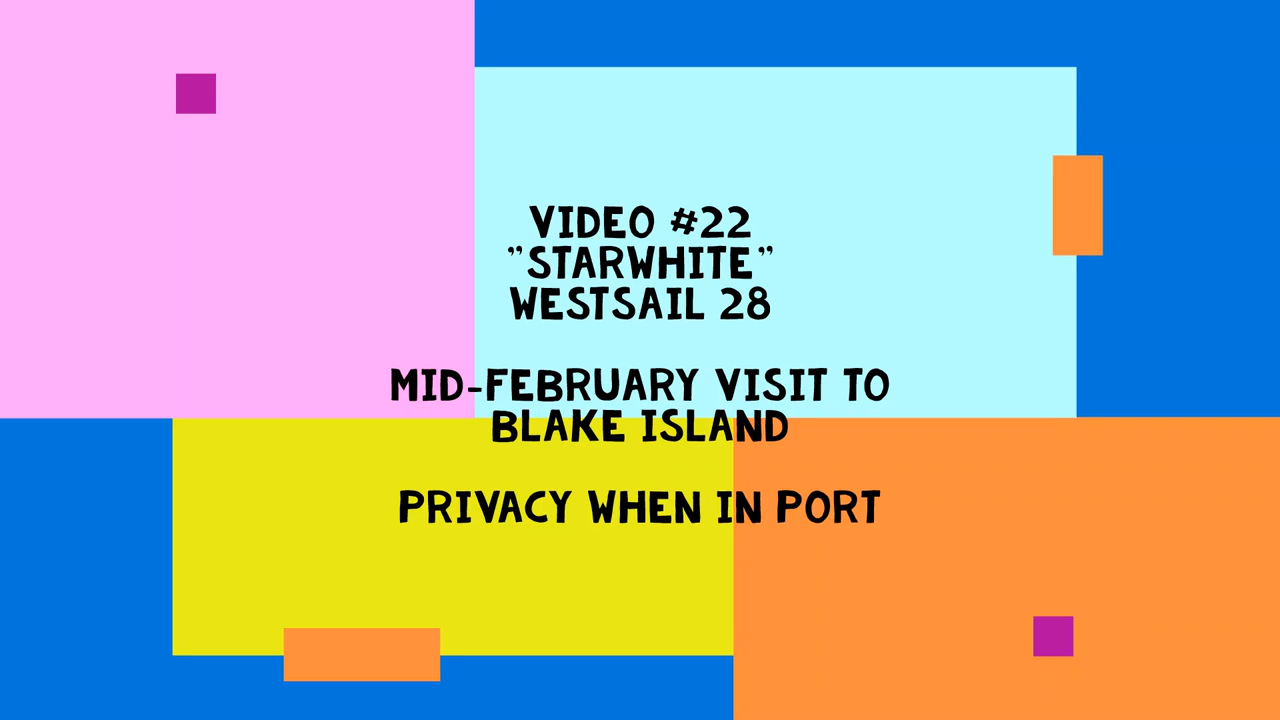 VIDEO #22
"STARWHITE"
WESTSAIL 28
MID-FEBRUARY VISIT TO
BLAKE ISLAND
PRIVACY WHEN IN PORT